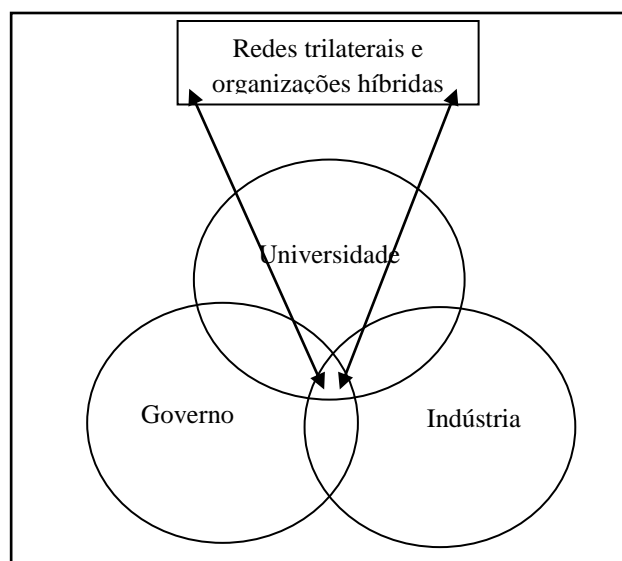 Redes trilaterais e
organizações híbridas
Universidade
Governo
Indústria